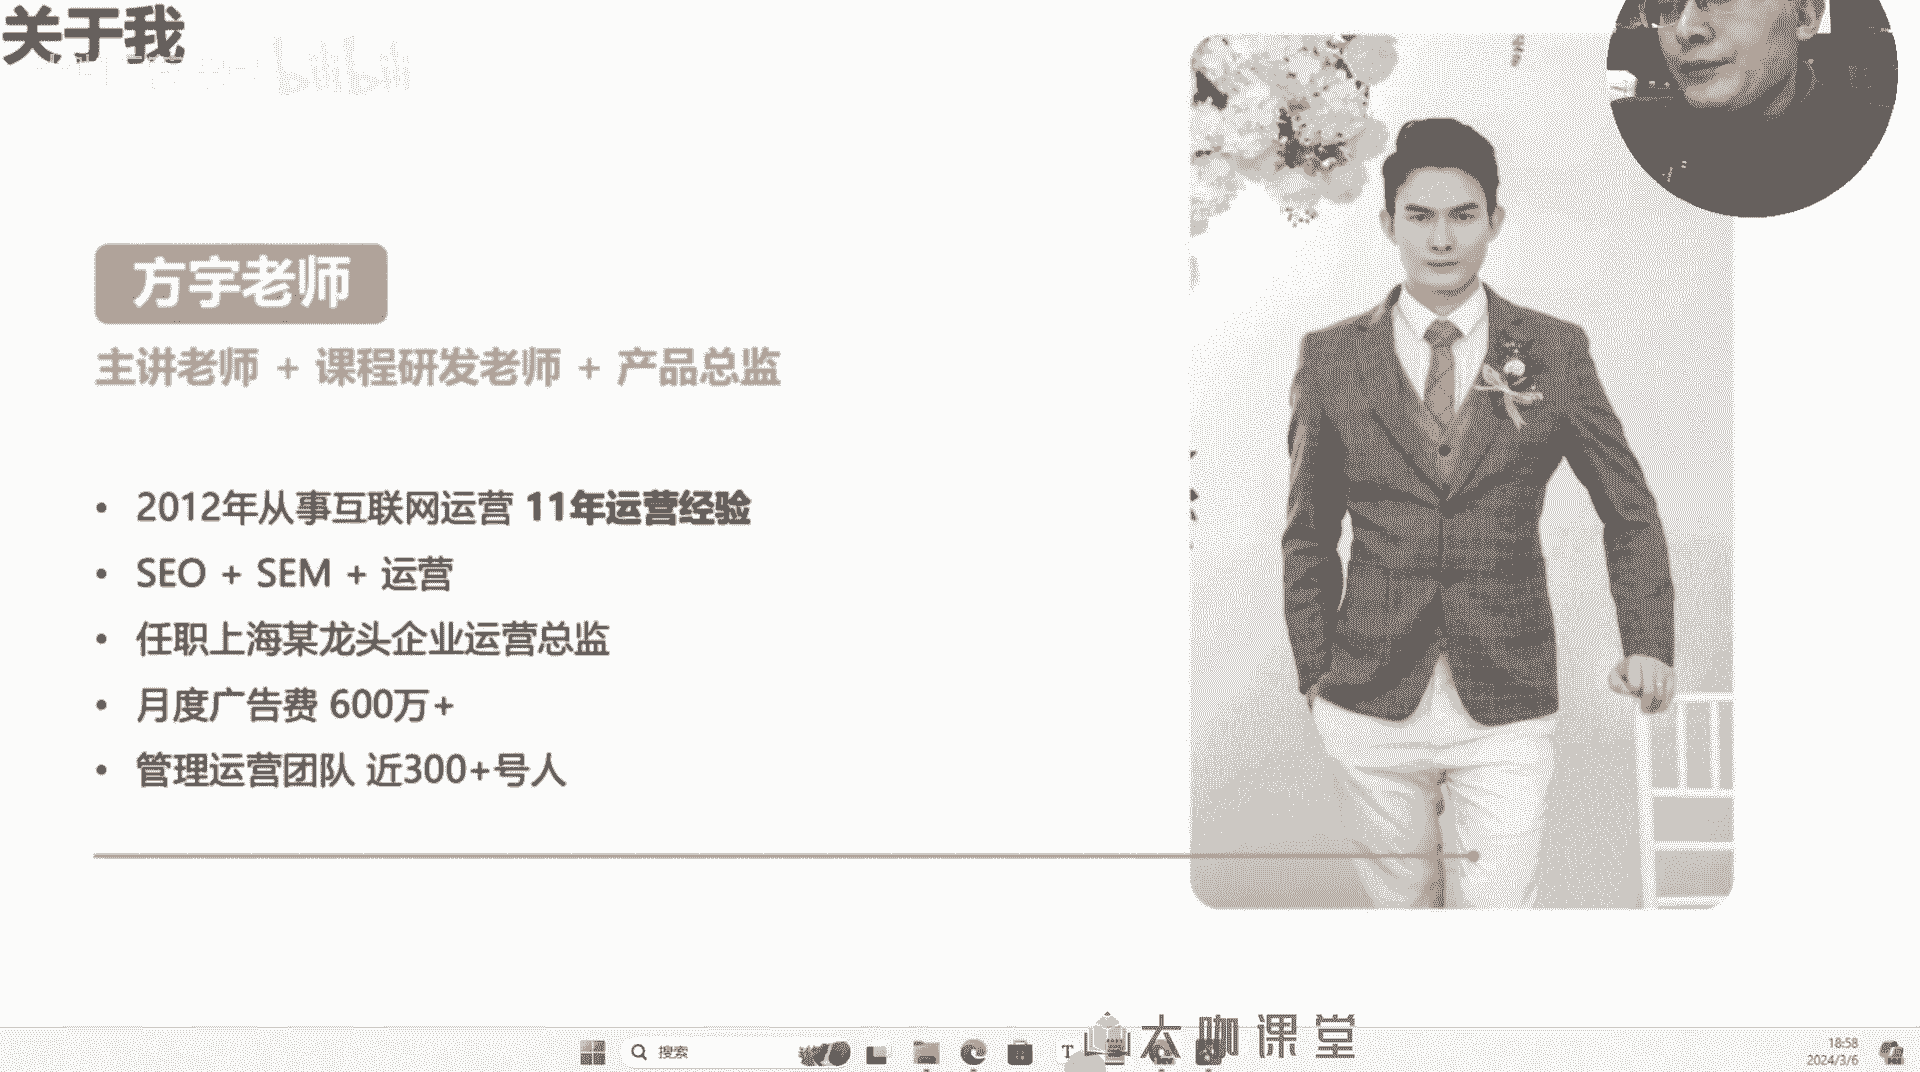 关于我
bilibili
方宇老师
主讲老师 + 课程研发老师 + 产品总监
• 2012年从事互联网运营 11年运营经验
• SEO + SEM + 运营
• 任职上海某龙头企业运营总监
• 月度广告费 600万+
• 管理运营团队 近300+号人
搜索
大咖课堂
18:58
2024/3/6